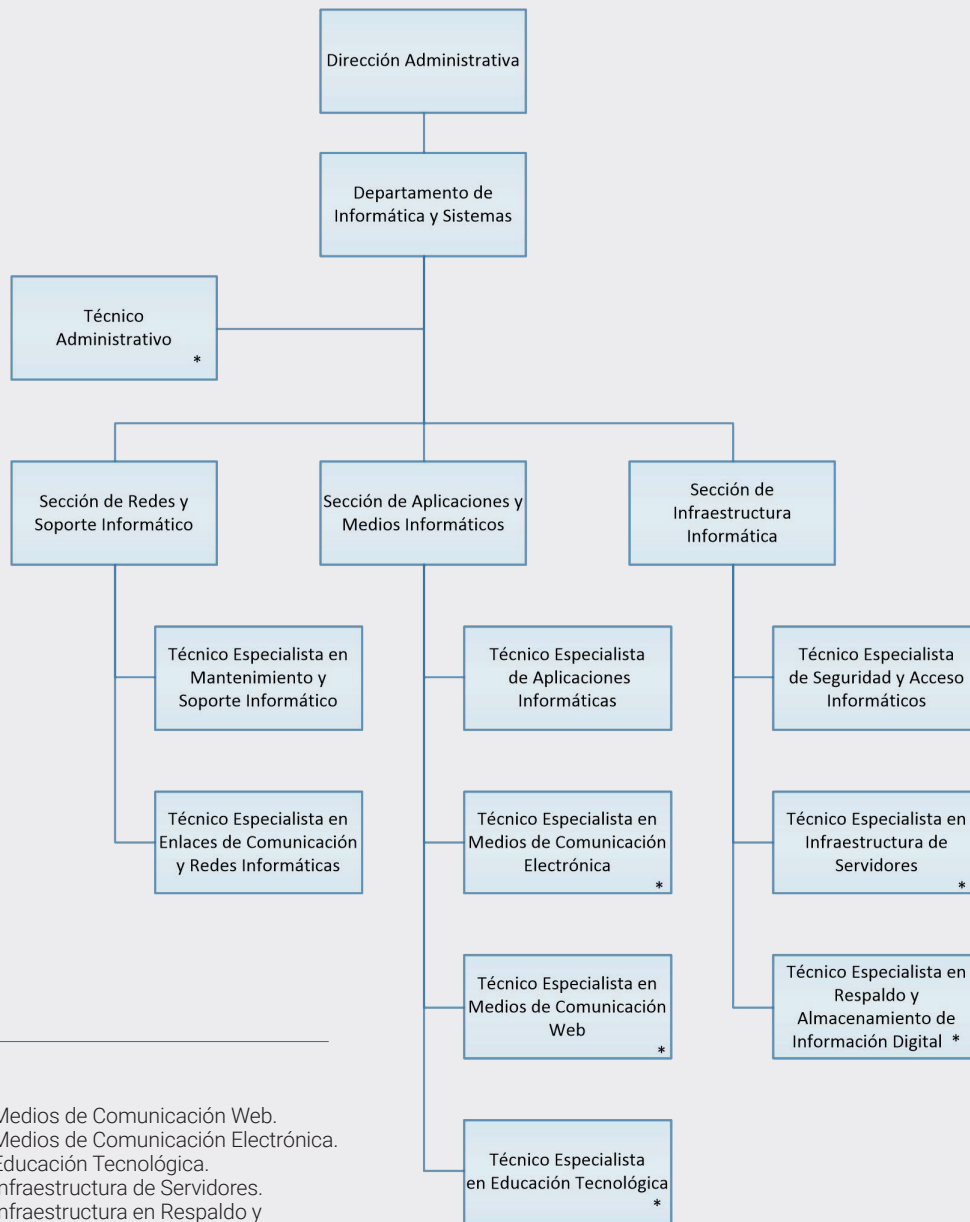 Dirección Administrativa
Departamento de
Informática y Sistemas
Técnico
Administrativo
*
Sección de Redes y
Soporte Informático
Sección de Aplicaciones y
Medios Informáticos
Sección de
Infraestructura
Informática
Técnico Especialista en
Mantenimiento y
Soporte Informático
Técnico Especialista
de Aplicaciones
Informáticas
Técnico Especialista
de Seguridad y Acceso
Informáticos
Técnico Especialista en
Enlaces de Comunicación
y Redes Informáticas
Técnico Especialista en
Medios de Comunicación
Electrónica
*
Técnico Especialista en
Infraestructura de
Servidores
*
Técnico Especialista en
Medios de Comunicación
Web
*
Técnico Especialista en
Respaldo y
Almacenamiento de
Información Digital *
Técnico Especialista
en Educación Tecnológica
*
Medios de Comunicación Web.
Medios de Comunicación Electrónica.
Educación Tecnológica.
nfraestructura de Servidores.
nfraestructura en Respaldo y